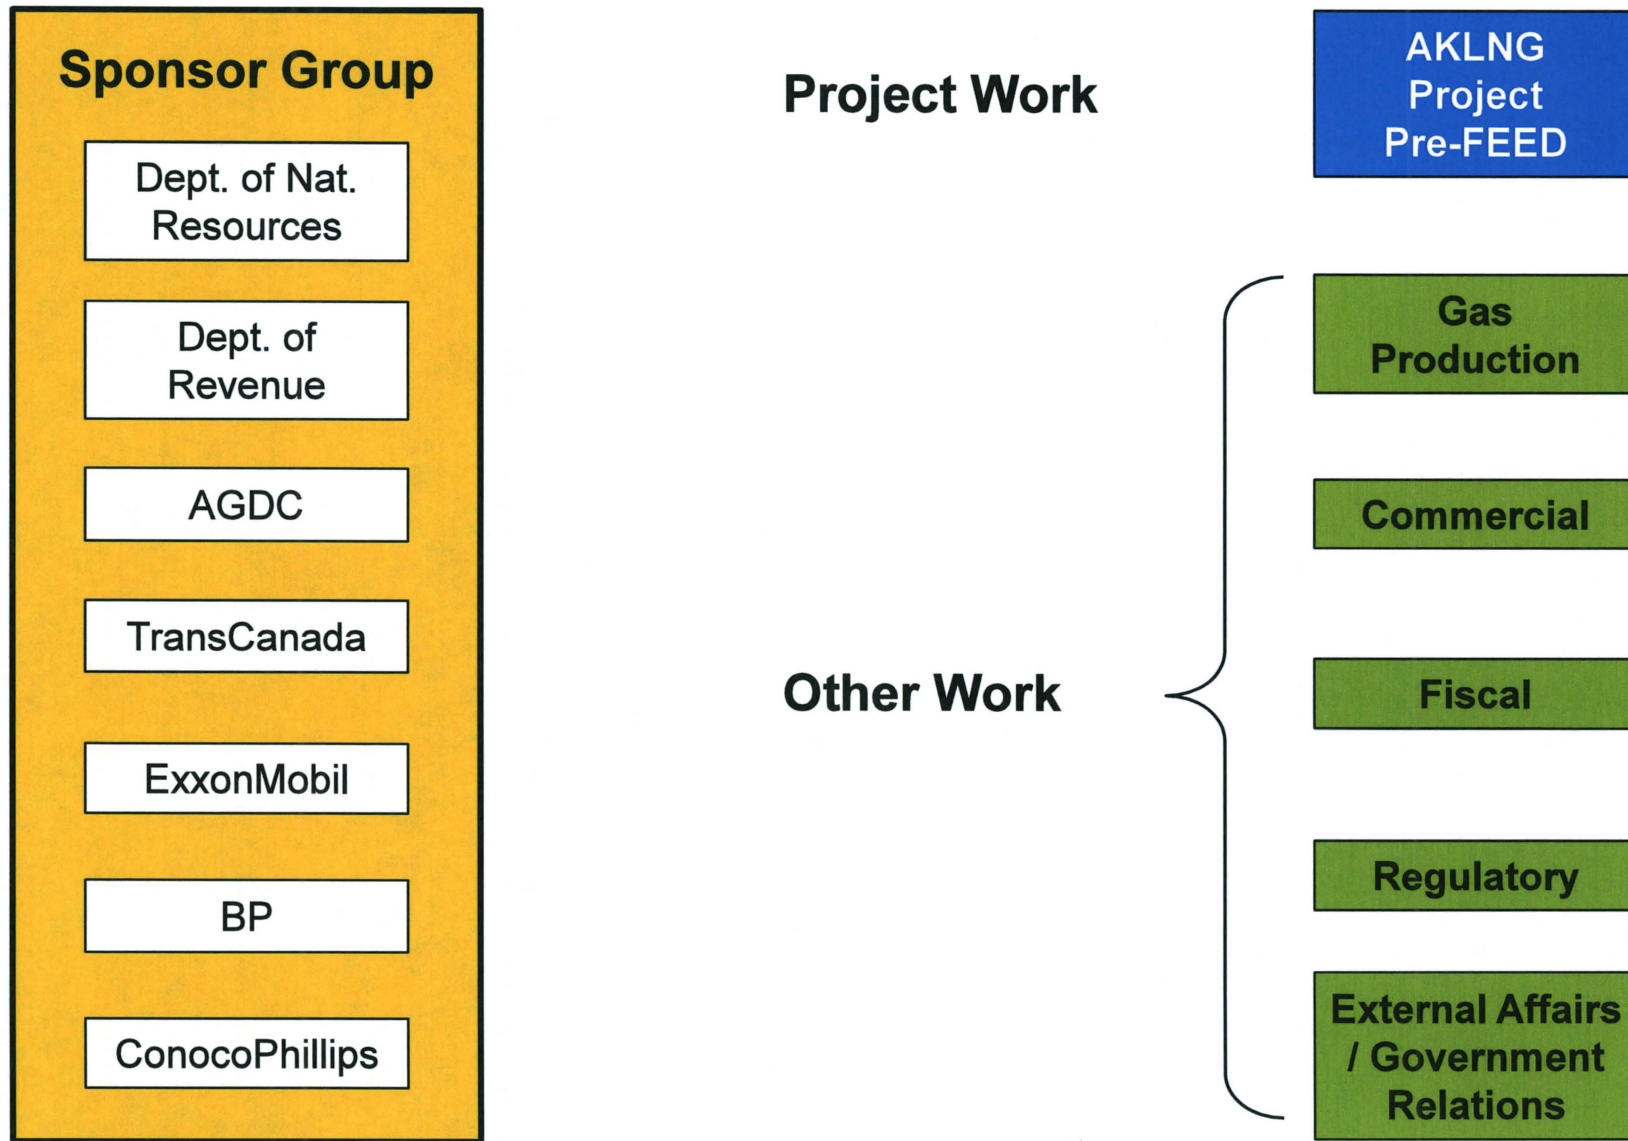 Sponsor Group
Dept. of Nat.
Resources
Dept. of
Revenue
AGDC
TransCanada
ExxonMobil
BP
ConocoPhillips
Project Work
Other Work
AKLNG
Project
Pre-FEED
Gas
Production
Commercial
Fiscal
Regulatory
External Affairs
/ Government
Relations